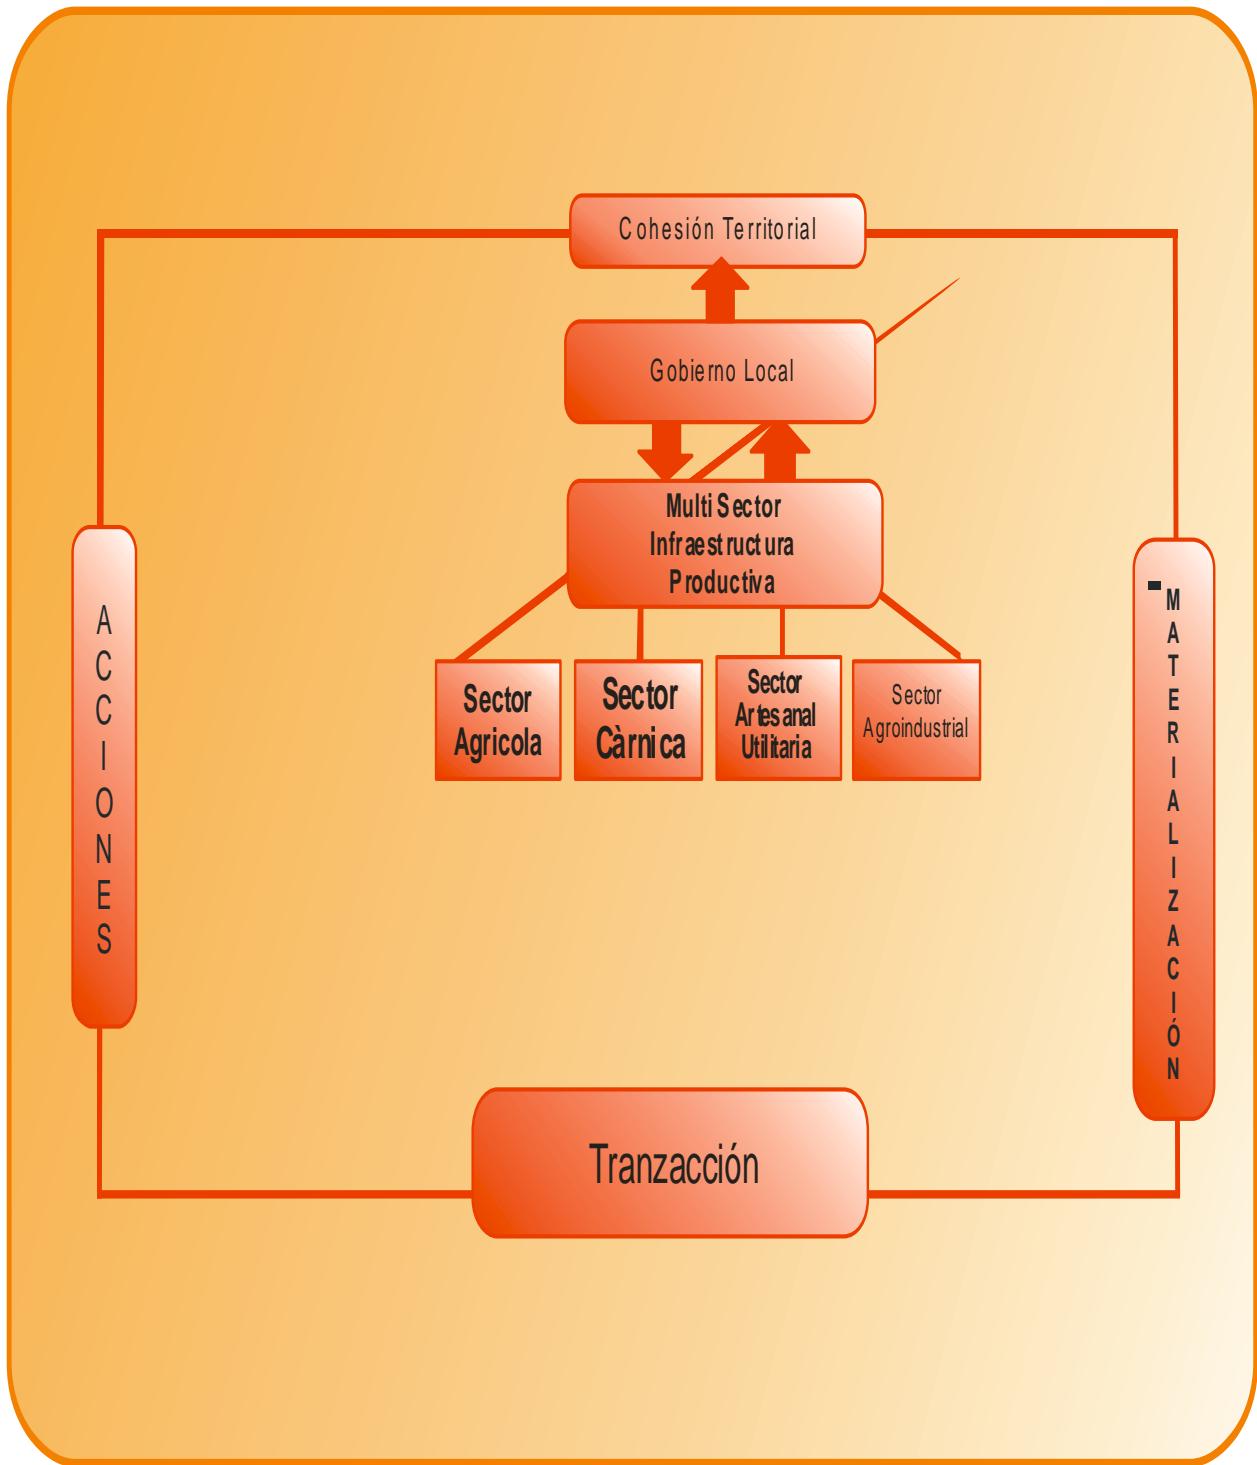 Cohesión Territorial
Gobierno Local
Multi Sector
Infraestructura
Productiva
Sector
Agricola
Sector
Càrnica
Sector
Artesanal
Utilitaria
Sector
Agroindustrial
ACCIONES
-MATERIALIZACIÓN
Tranzacción